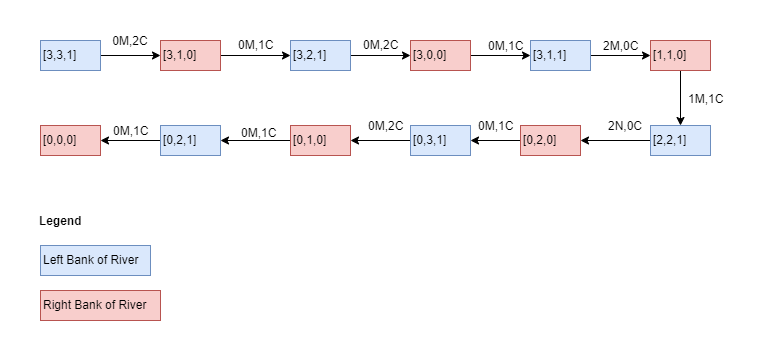 0M,2C 0M,1C 0M,2C 0M,1C 2M,0C
[3,3,1] [3,1,0] [3,2,1] [3,0,0] [3,1,1] [1,1,0]
1M,1C
0M,1C 0M,1C 0M,2C 0M,1C 2N,0C
[0,0,0] [0,2,1] [0,1,0] [0,3,1] [0,2,0] [2,2,1]
Legend
Left Bank of River
Right Bank of River